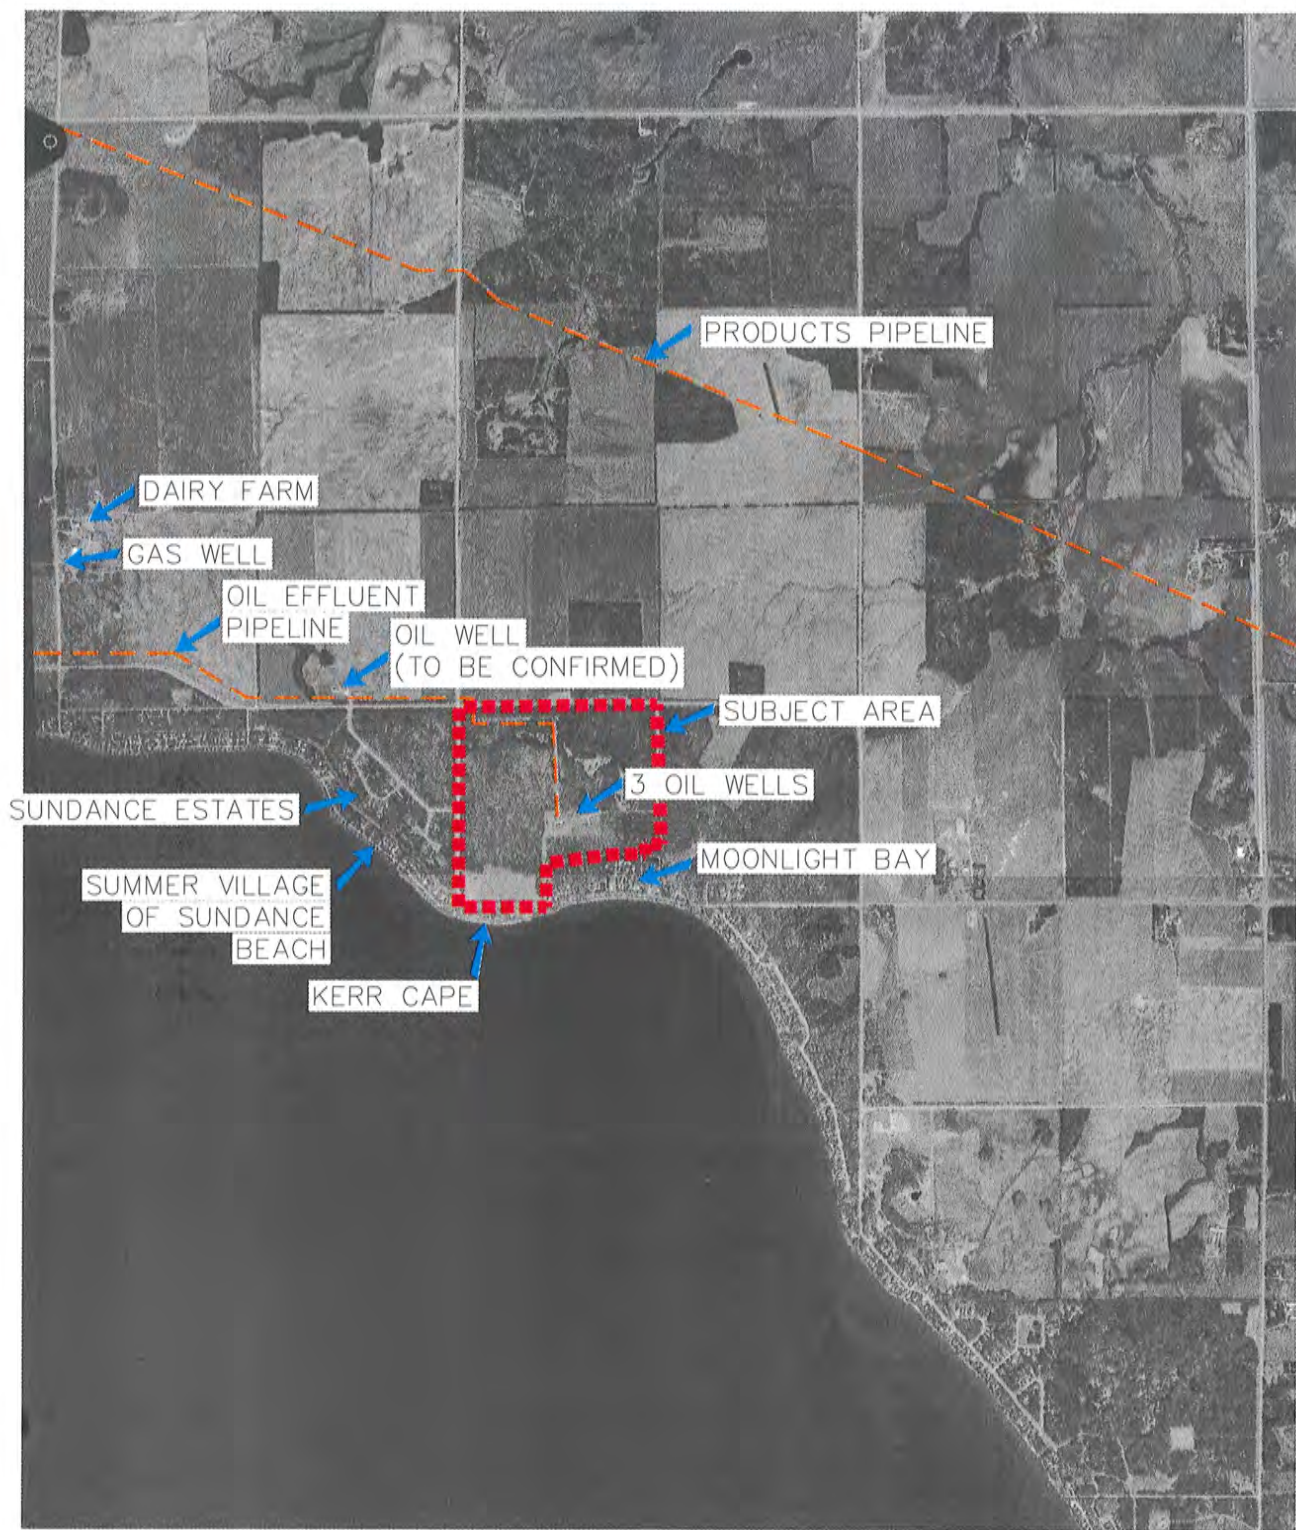 PRODUCTS PIPELINE
DAIRY FARM
GAS WELL
OIL EFFLUENT
PIPELINE
OIL WELL
(TO BE CONFIRMED)
SUBJECT AREA
3 OIL WELLS
SUNDANCE ESTATES
MOONLIGHT BAY
SUMMER VILLAGE
OF SUNDANCE
BEACH
KERR CAPE